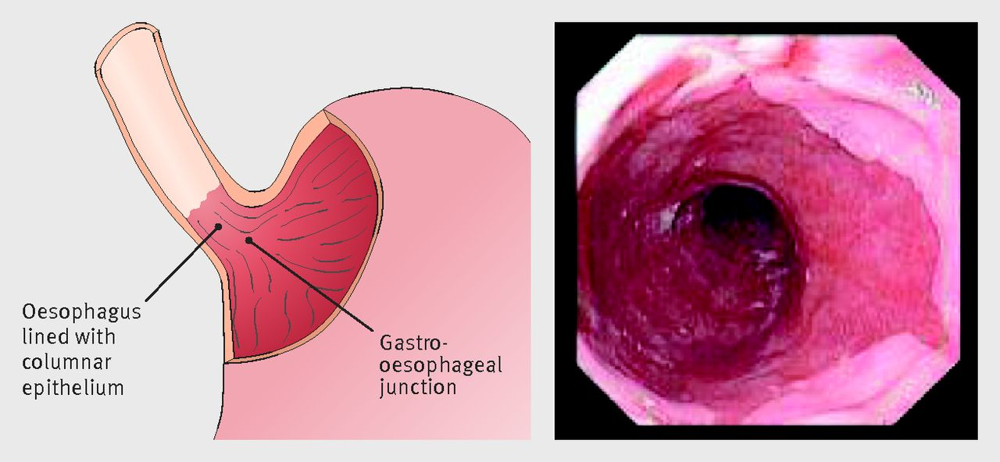 Oesophagus
lined with
columnar
epithelium
Gastro-
oesophageal
junction